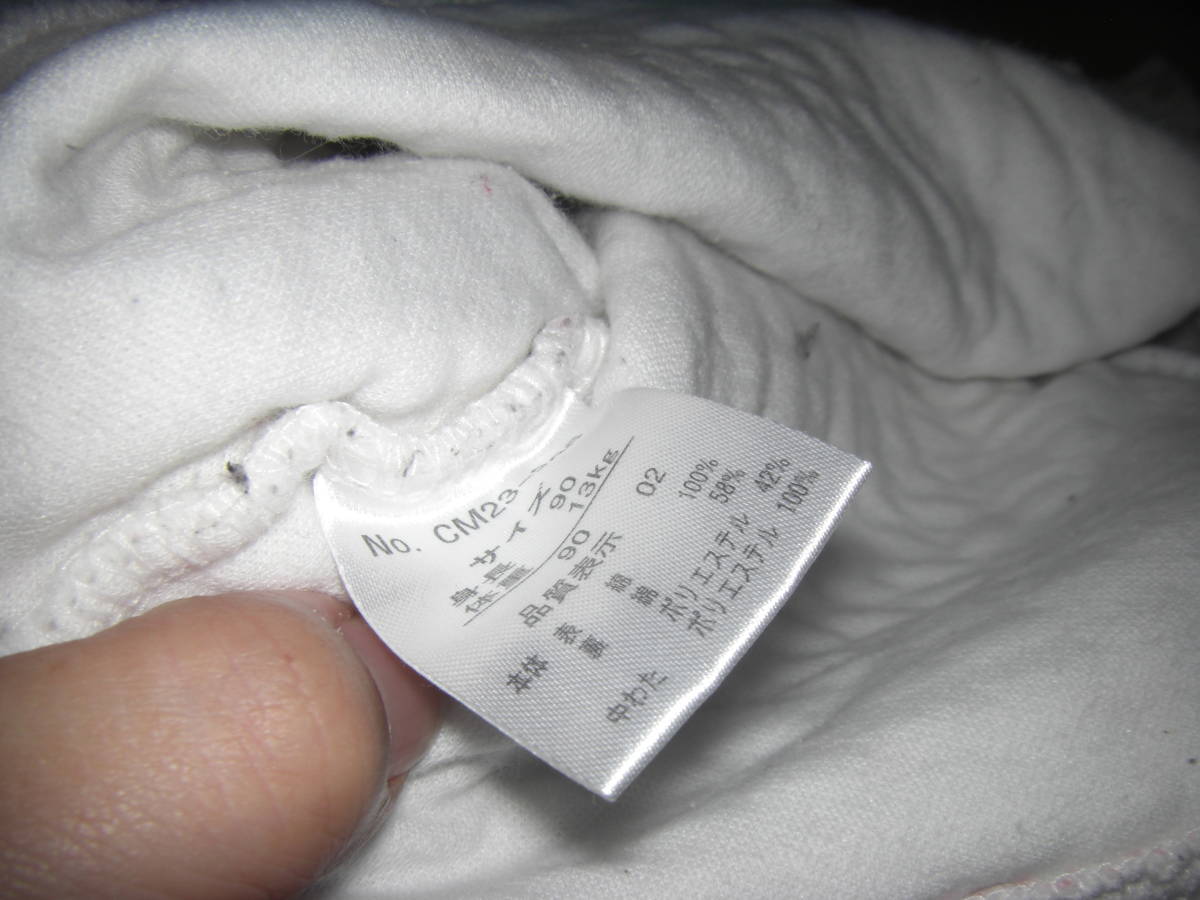 No. CM23-
サイズ 90
身長 90
体重 13kg
品質表示 02
本体 表 綿 100%
裏 綿 58%
ポリエステル 42%
中わた ポリエステル 100%